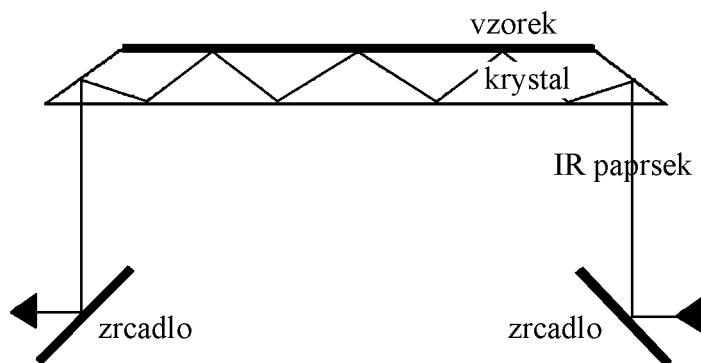 vzorek
krystal
IR paprsek
zrcadlo
zrcadlo